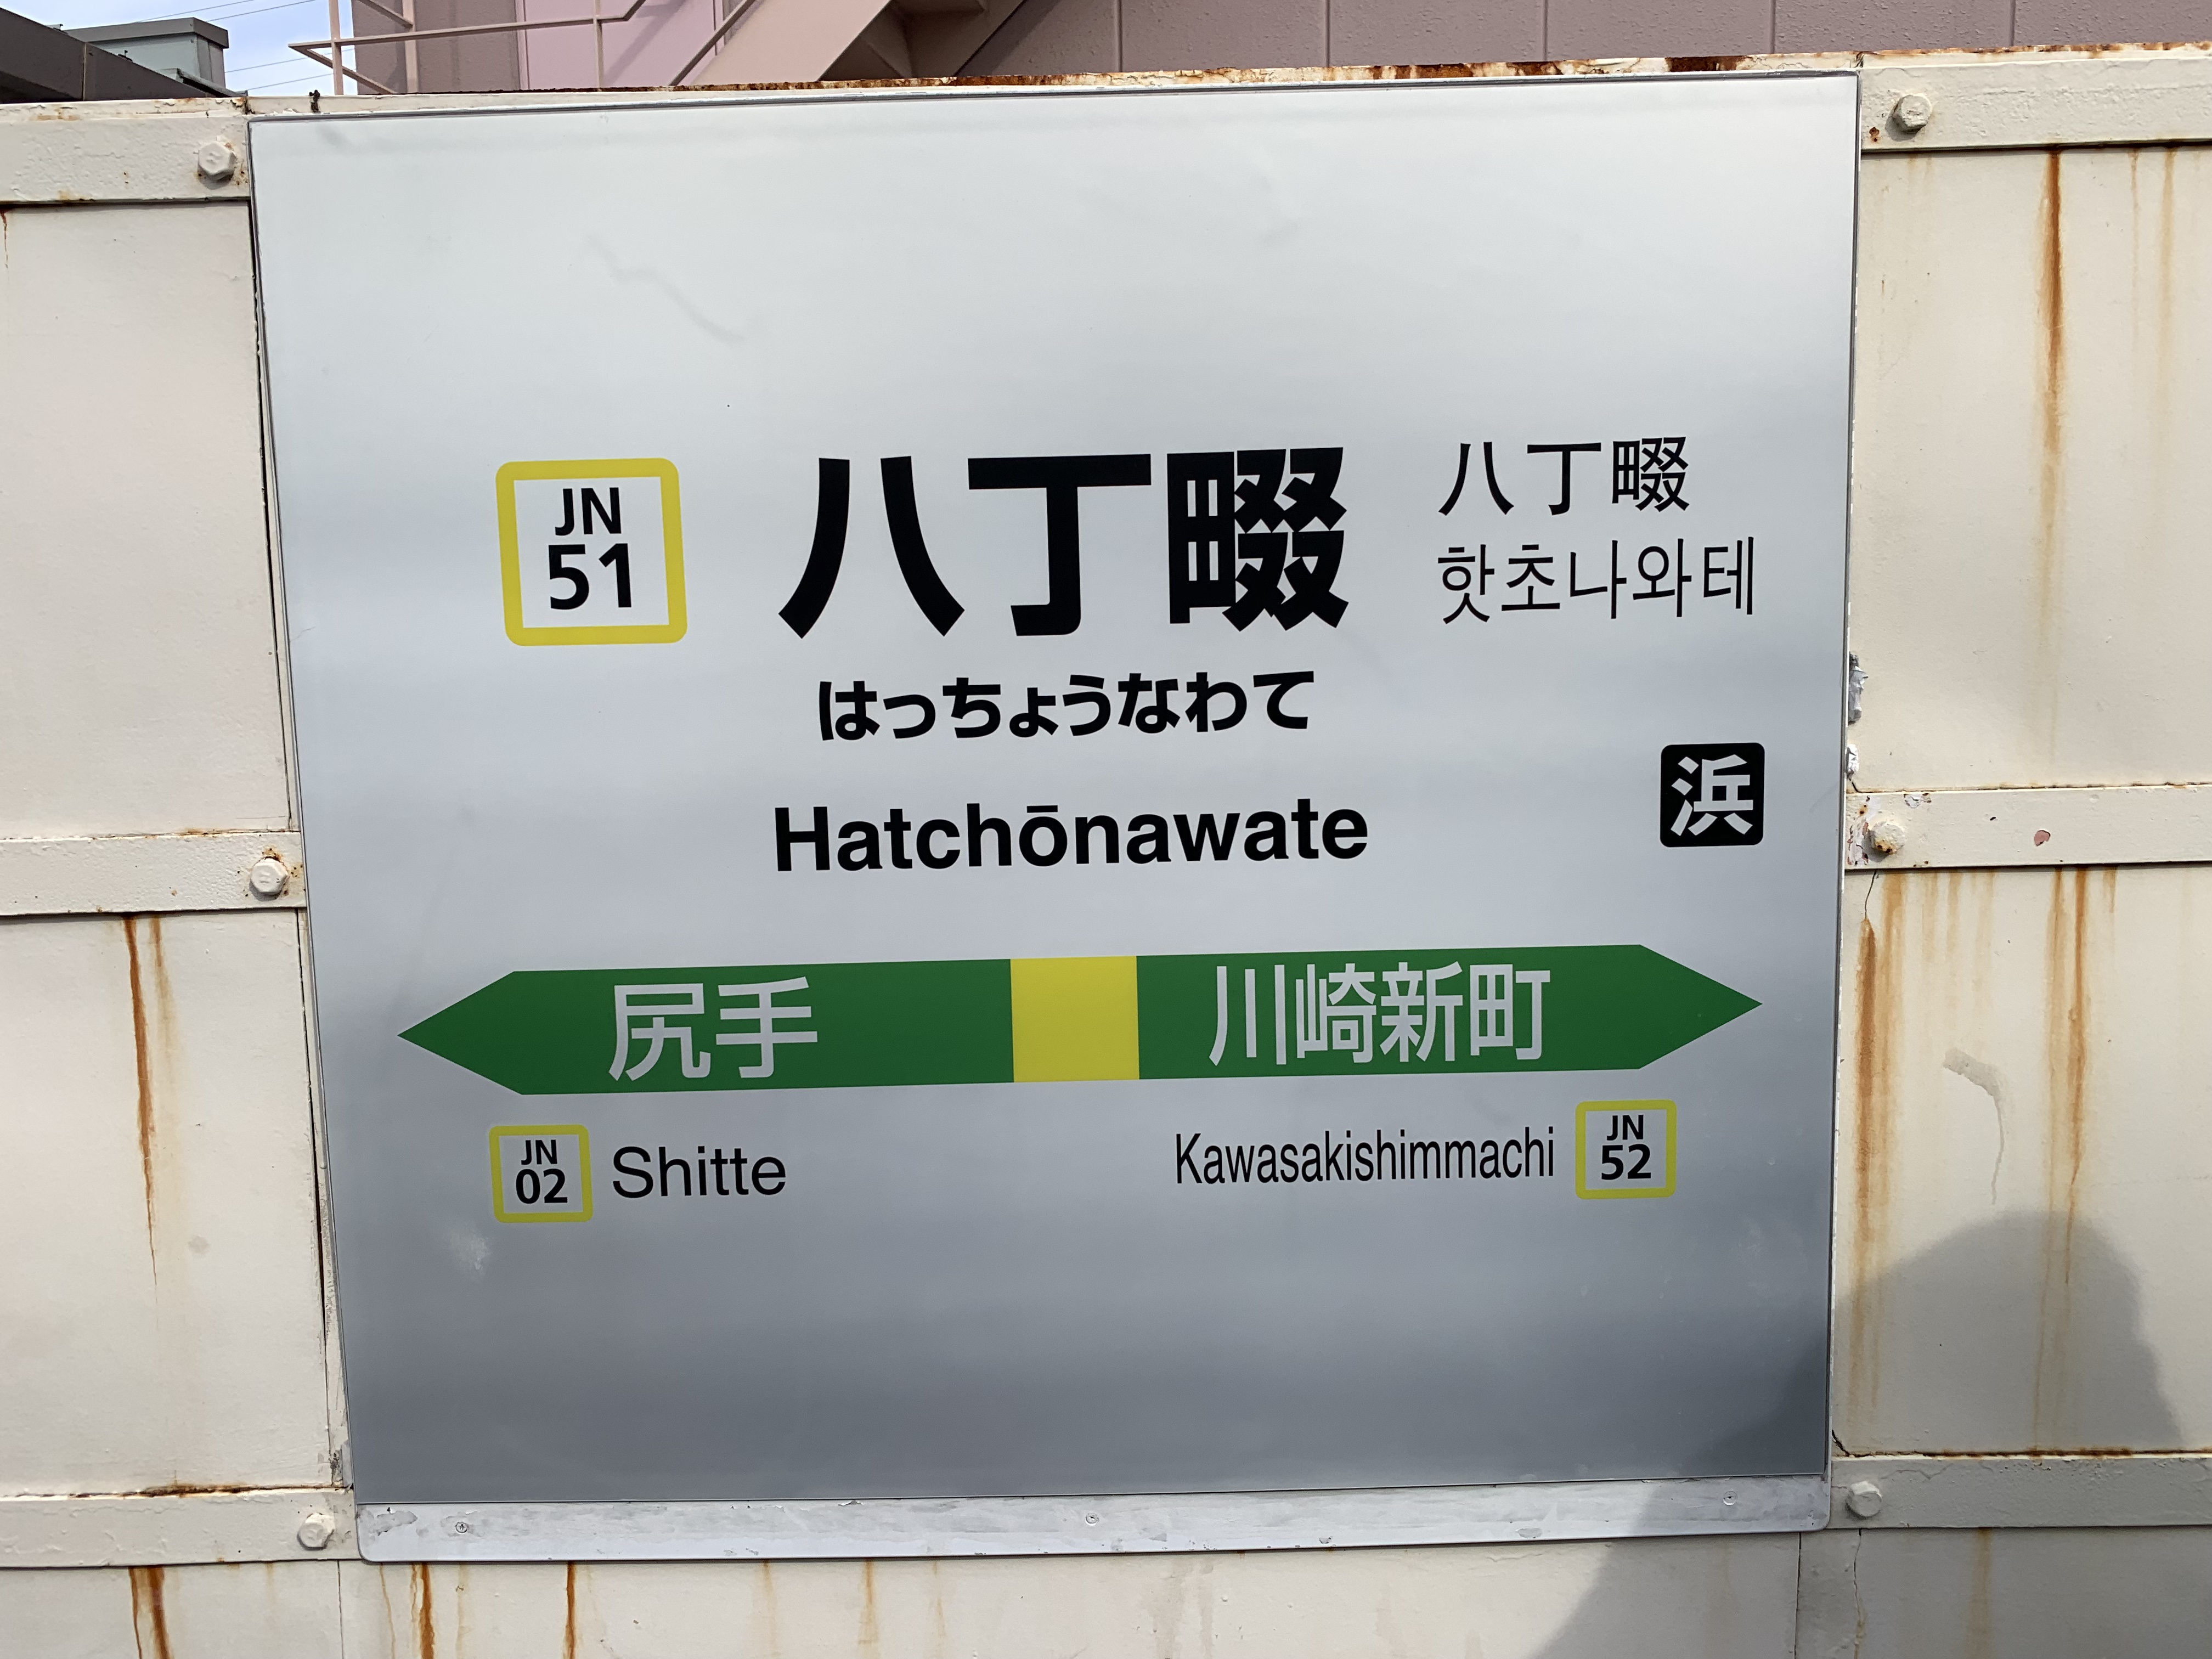 JN
51
八丁畷
八丁畷
핫초나와테
はっちょうなわて
Hatchōnawate
浜
尻手
川崎新町
JN
02
Shitte
Kawasakishimmachi
JN
52